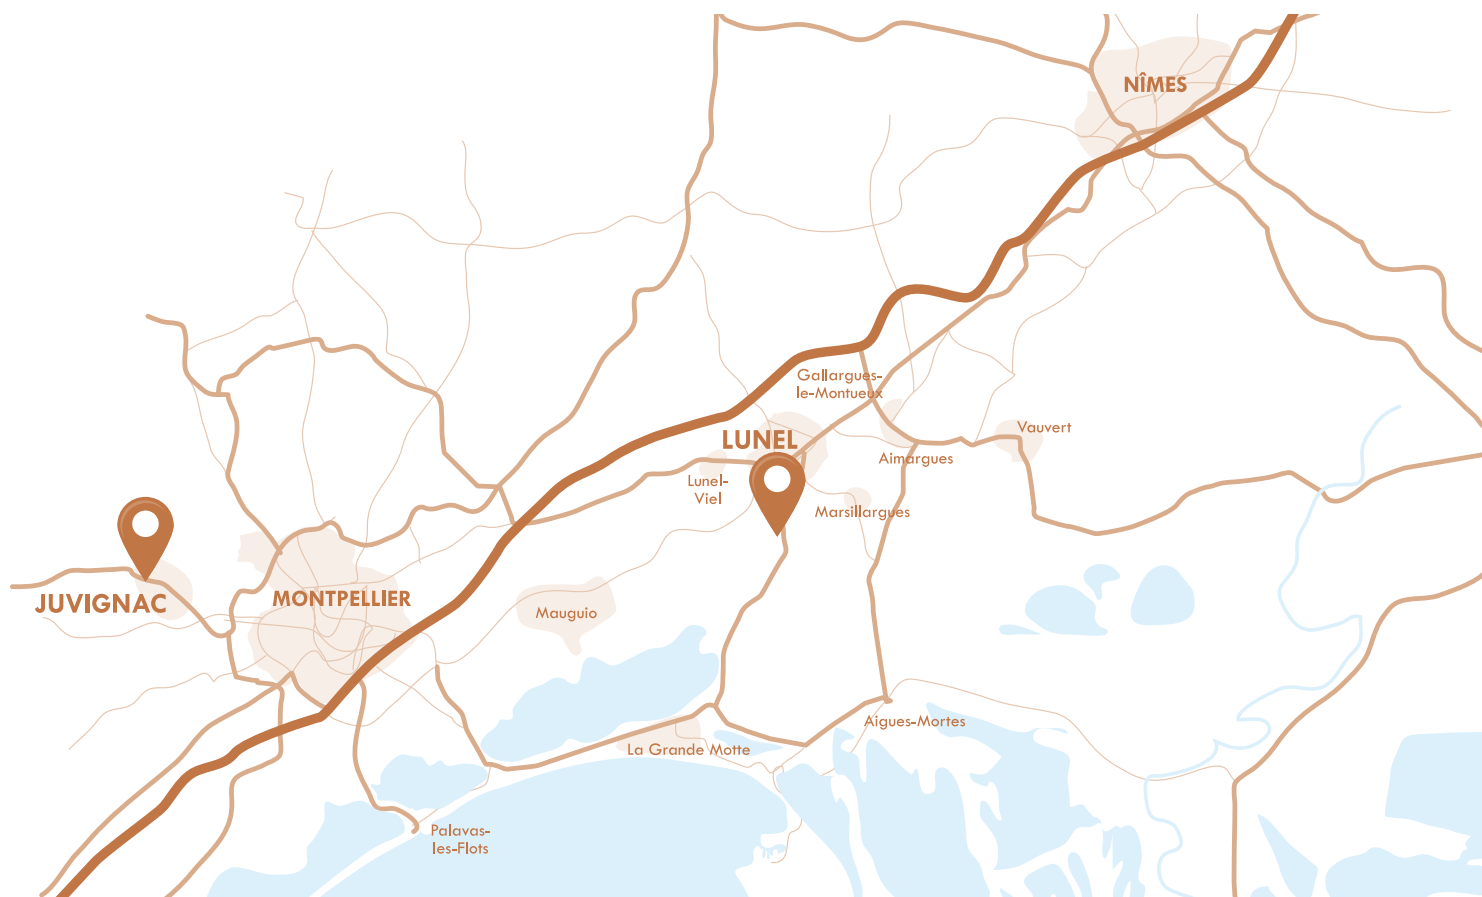 NÎMES
Gallargues-
le-Montueux
LUNEL
Vauvert
Aimargues
Lunel-
Viel
Marsillargues
JUVIGNAC
MONTPELLIER
Mauguio
Aigues-Mortes
La Grande Motte
Palavas-
les-Flots